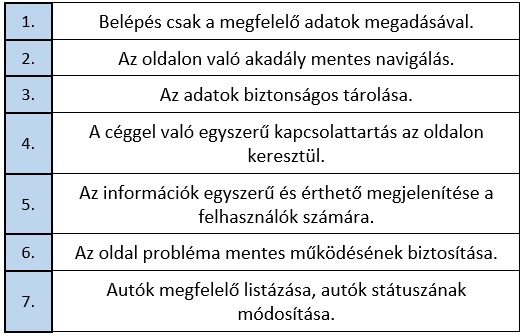 1. Belépés csak a megfelelő adatok megadásával.
2. Az oldalon való akadály mentes navigálás.
3. Az adatok biztonságos tárolása.
4. A céggel való egyszerű kapcsolattartás az oldalon
keresztül.
5. Az információk egyszerű és érthető megjelenítése a
felhasználók számára.
6. Az oldal probléma mentes működésének biztosítása.
7. Autók megfelelő listázása, autók státuszának
módosítása.